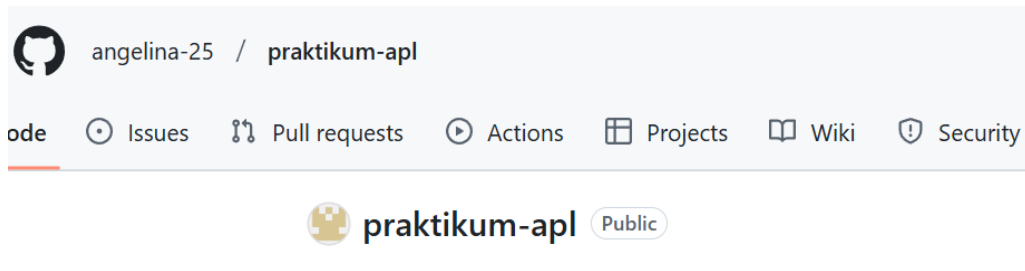 angelina-25 / praktikum-apl
ode Issues Pull requests Actions Projects Wiki Security
praktikum-apl Public